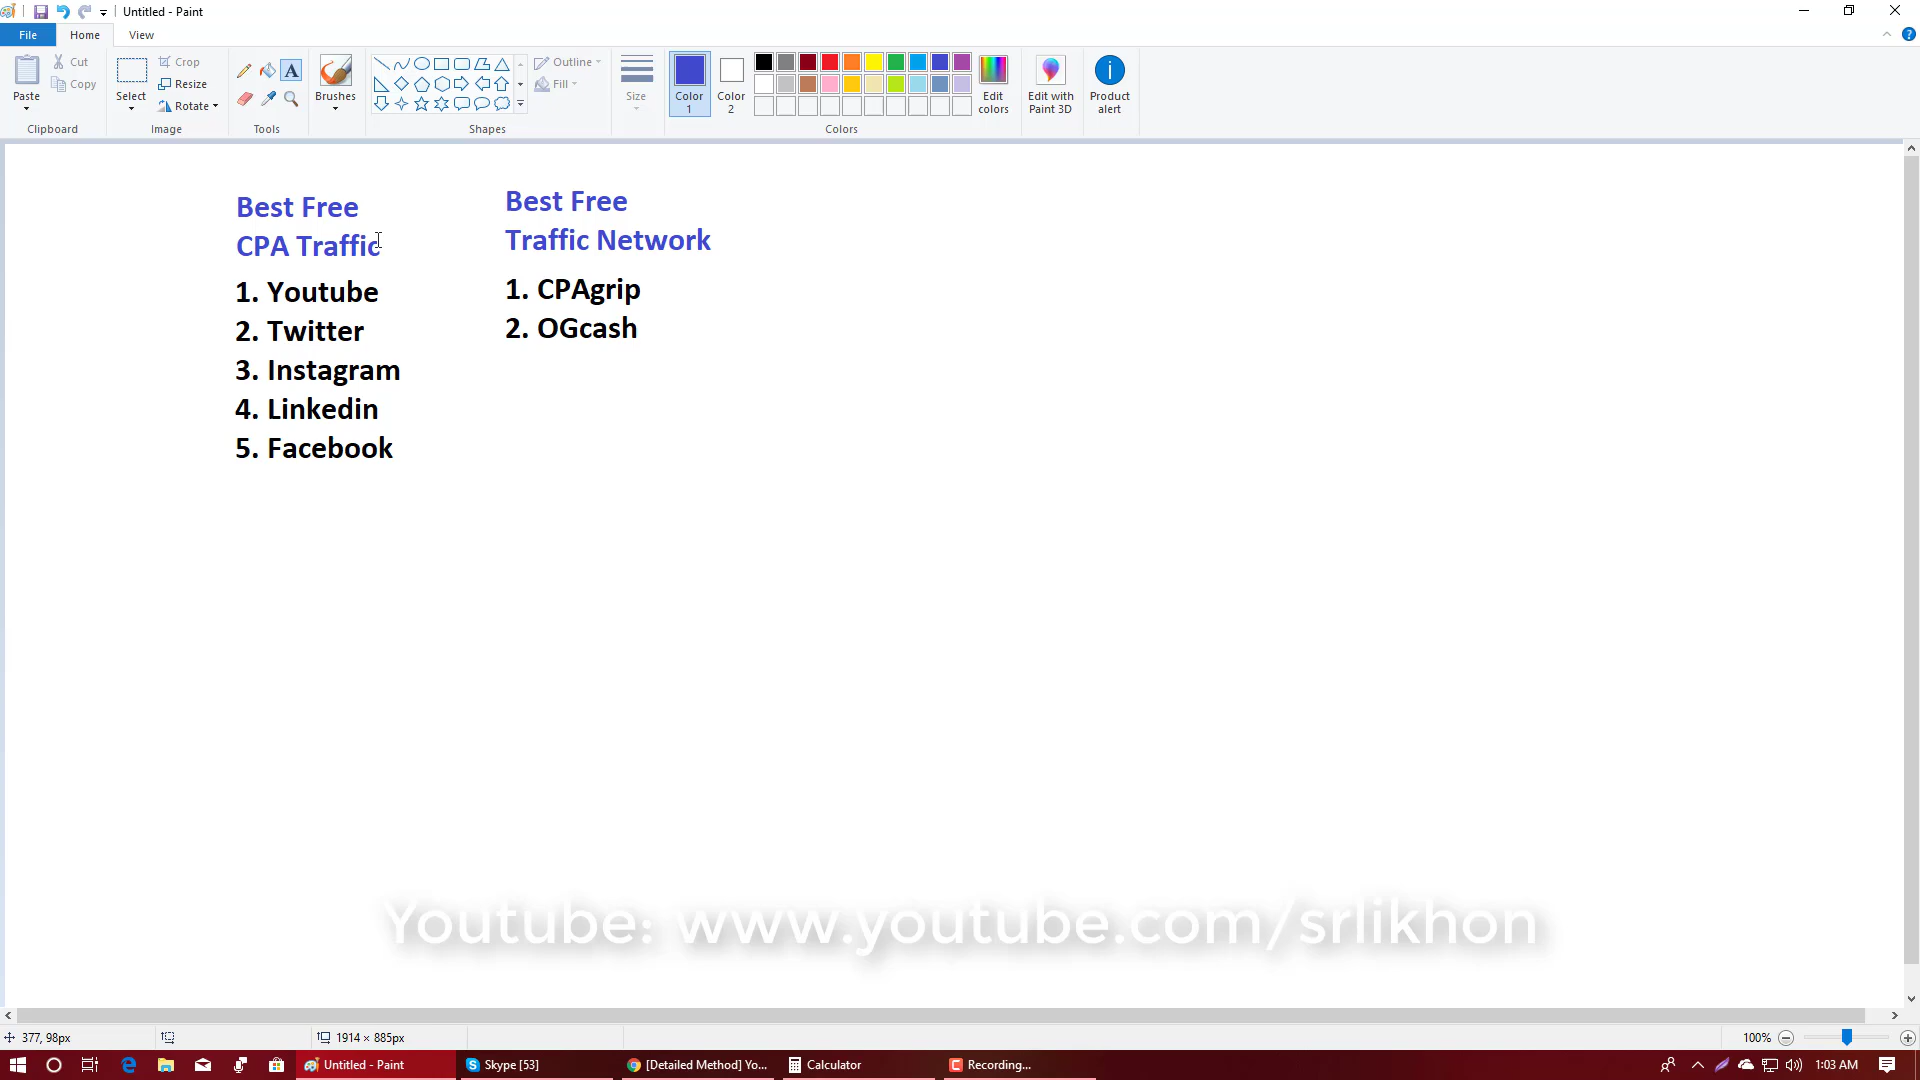 Untitled - Paint
File Home View
Paste
Cut
Copy
Clipboard
Select
Crop
Resize
Rotate
Image
A
Tools
Brushes
Shapes
Outline
Fill
Size
Color 1
Color 2
Edit colors
Colors
Edit with Paint 3D
Product alert
Best Free
CPA Traffic
1. Youtube
2. Twitter
3. Instagram
4. Linkedin
5. Facebook
Best Free
Traffic Network
1. CPAgrip
2. OGcash
Youtube: www.youtube.com/srlikhon
377, 98px
1914 × 885px
100%
Untitled - Paint
Skype [53]
[Detailed Method] Yo...
Calculator
Recording...
1:03 AM